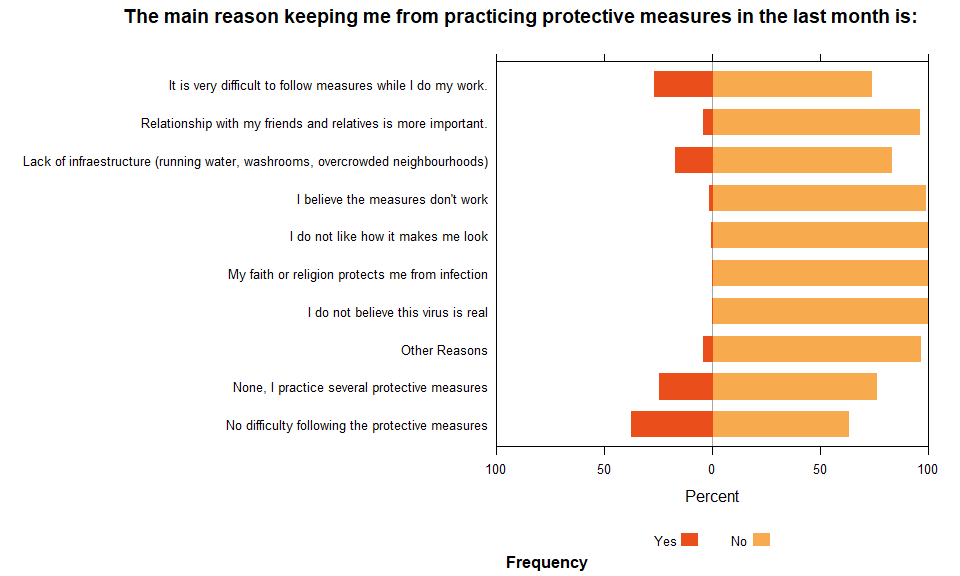 The main reason keeping me from practicing protective measures in the last month is:
It is very difficult to follow measures while I do my work.
Relationship with my friends and relatives is more important.
Lack of infraestructure (running water, washrooms, overcrowded neighbourhoods)
I believe the measures don't work
I do not like how it makes me look
My faith or religion protects me from infection
I do not believe this virus is real
Other Reasons
None, I practice several protective measures
No difficulty following the protective measures
100 50 0 50 100
Percent
Yes No
Frequency